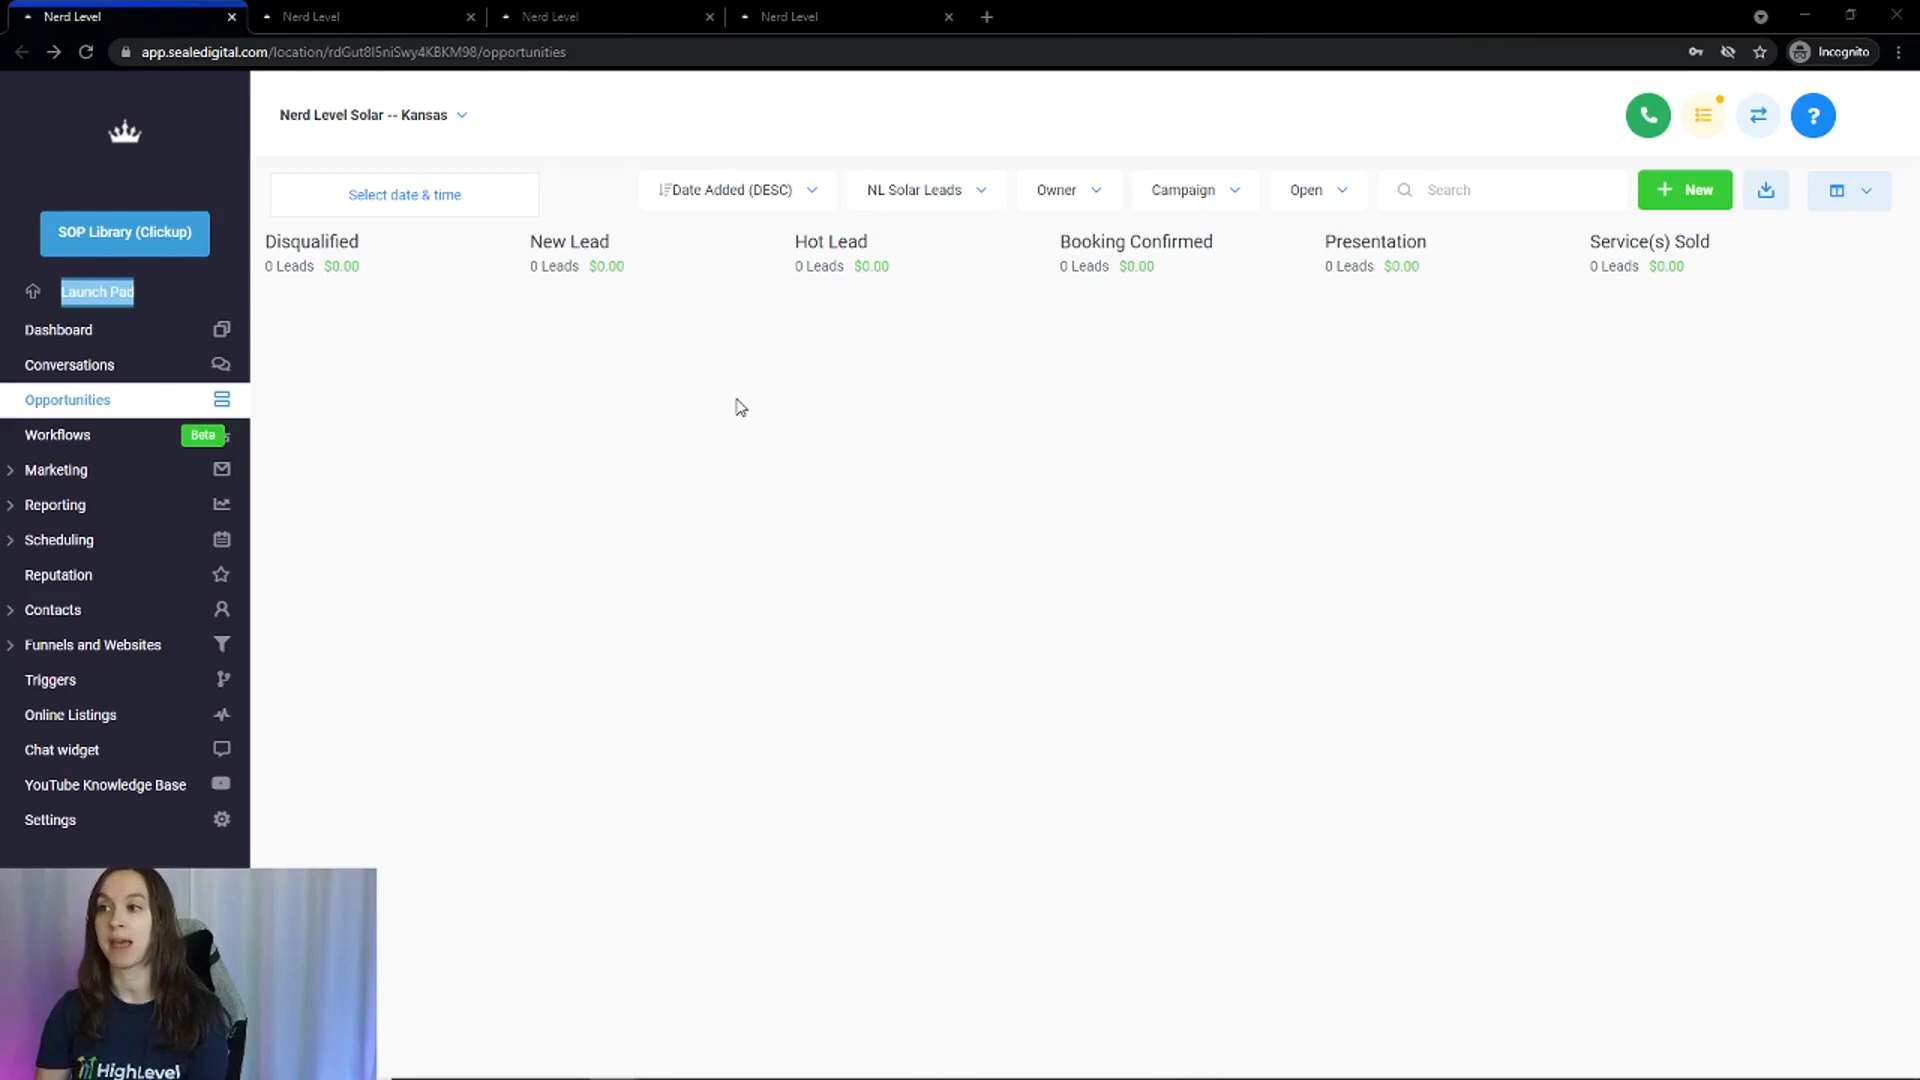 Nerd Level
Nerd Level
Nerd Level
Nerd Level
app.sealedigital.com/location/rdGut8I5niSwy4KBKM98/opportunities
Incognito
Nerd Level Solar -- Kansas
?
SOP Library (Clickup)
Launch Pad
Dashboard
Conversations
Opportunities
Workflows
Beta
Marketing
Reporting
Scheduling
Reputation
Contacts
Funnels and Websites
Triggers
Online Listings
Chat widget
YouTube Knowledge Base
Settings
Select date & time
Date Added (DESC)
NL Solar Leads
Owner
Campaign
Open
Search
+ New
Disqualified
0 Leads $0.00
New Lead
0 Leads $0.00
Hot Lead
0 Leads $0.00
Booking Confirmed
0 Leads $0.00
Presentation
0 Leads $0.00
Service(s) Sold
0 Leads $0.00
HighLevel